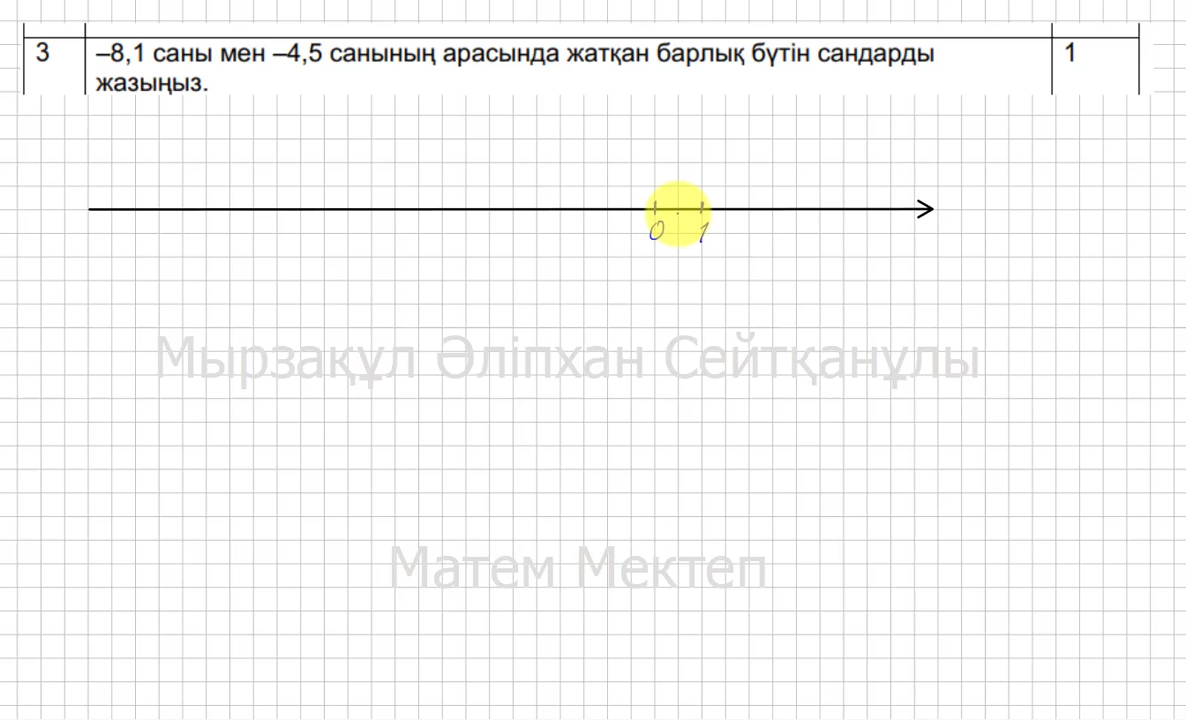 3
–8,1 саны мен –4,5 санының арасында жатқан барлық бүтін сандарды
жазыңыз.
1
0 1
Мырзақұл Әліпхан Сейтқанұлы
Матем Мектеп